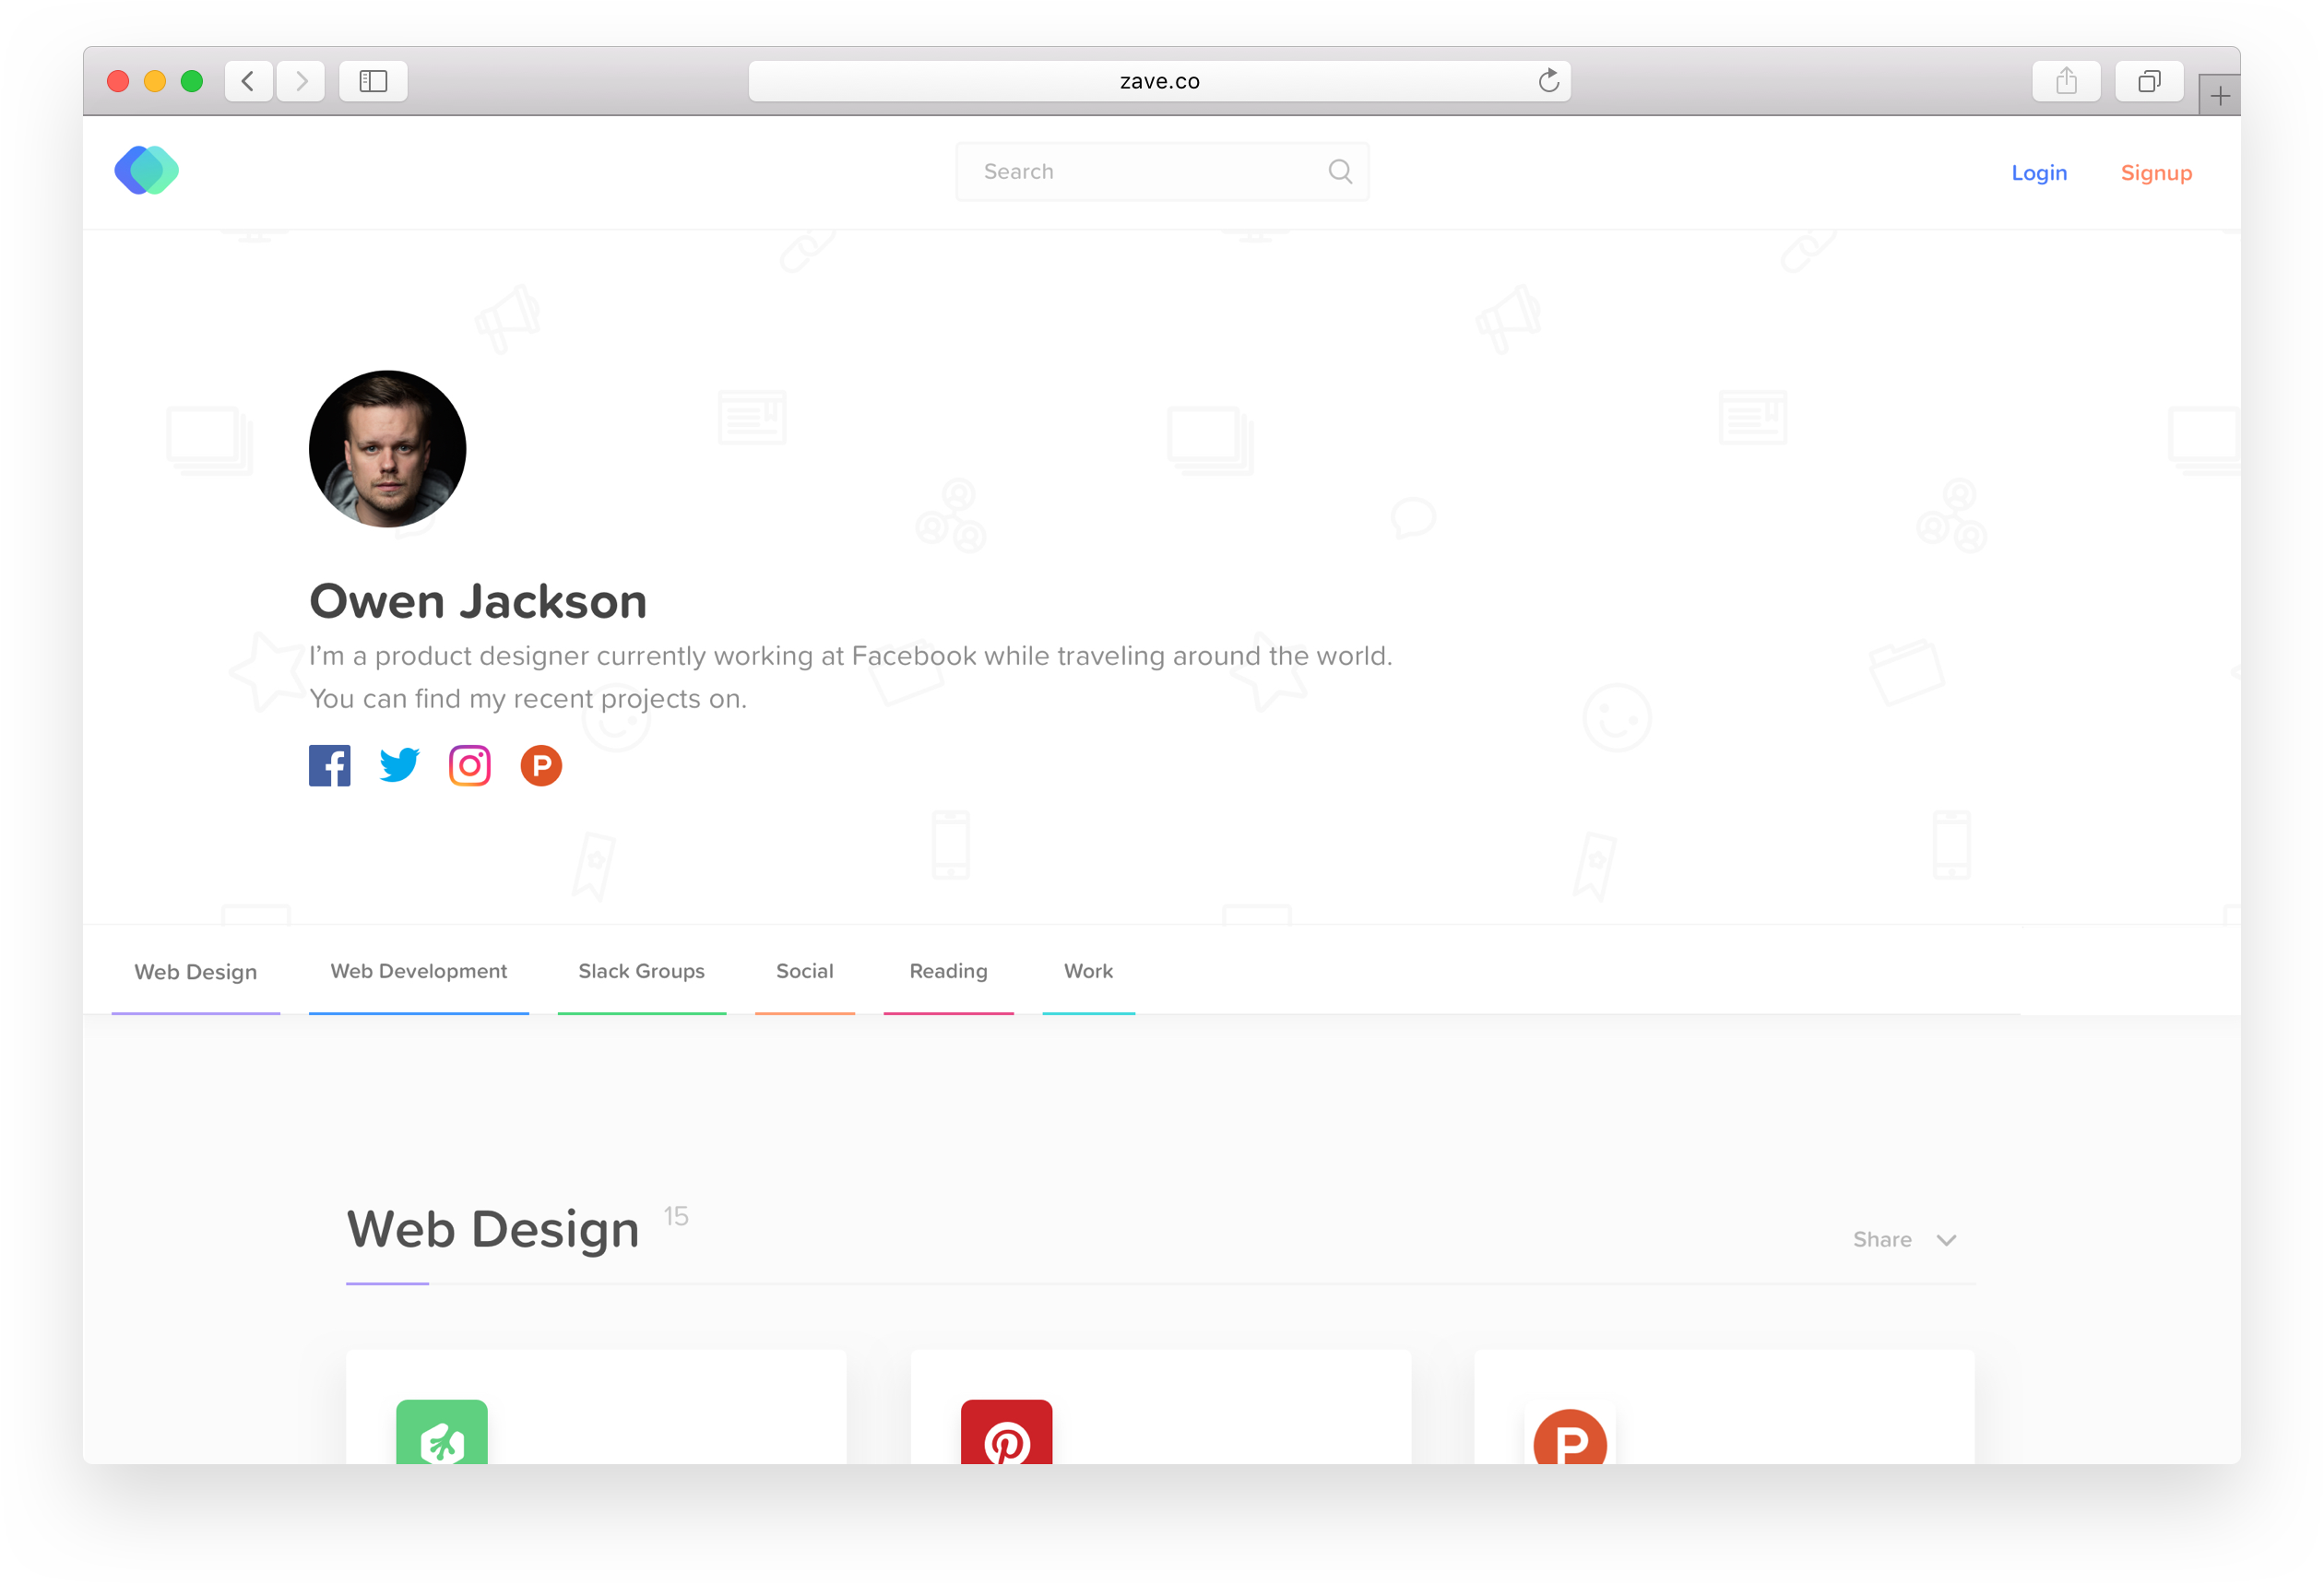 zave.co
Search
Login
Signup
Owen Jackson
I’m a product designer currently working at Facebook while traveling around the world.
You can find my recent projects on.
Web Design
Web Development
Slack Groups
Social
Reading
Work
Web Design 15
Share